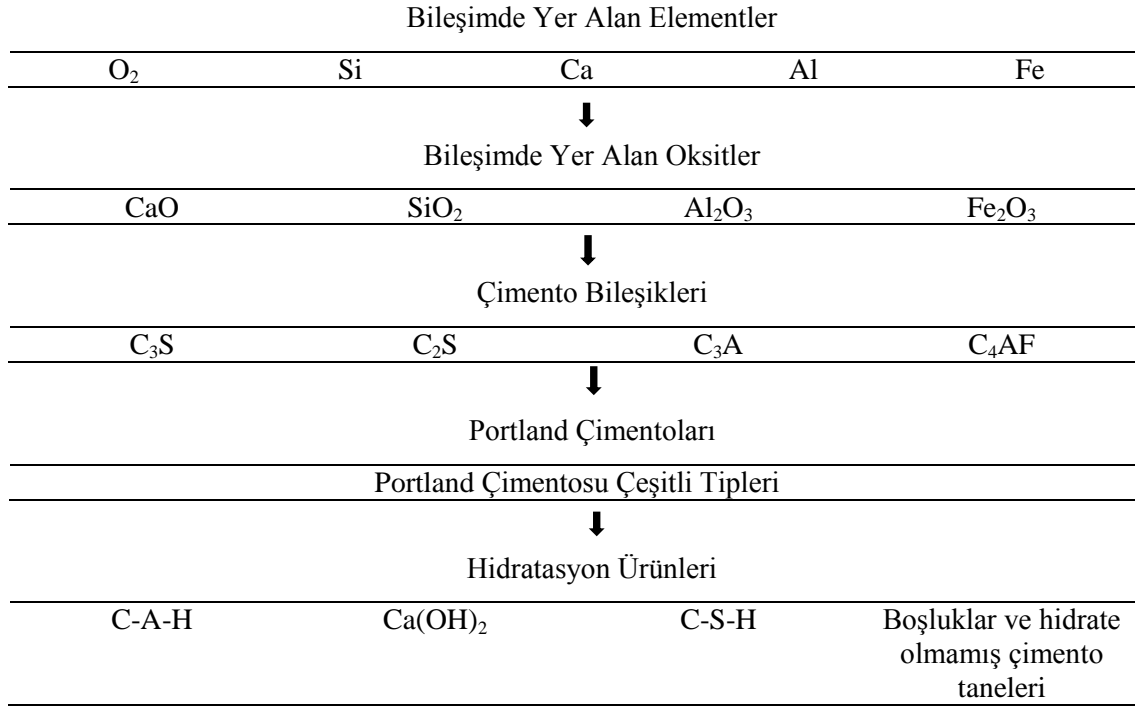 Bileşimde Yer Alan Elementler
O₂ Si Ca Al Fe
Bileşimde Yer Alan Oksitler
CaO SiO₂ Al₂O₃ Fe₂O₃
Çimento Bileşikleri
C₃S C₂S C₃A C₄AF
Portland Çimentoları
Portland Çimentosu Çeşitli Tipleri
Hidratasyon Ürünleri
C-A-H Ca(OH)₂ C-S-H Boşluklar ve hidrate
olmamış çimento
taneleri